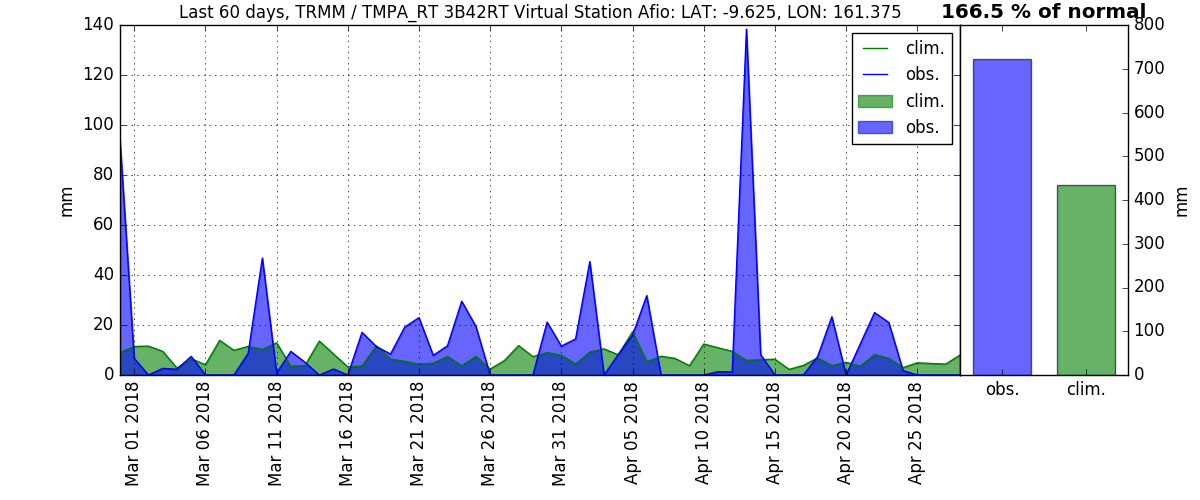 Last 60 days, TRMM / TMPA_RT 3B42RT Virtual Station Afio: LAT: -9.625, LON: 161.375
166.5 % of normal
140
120
100
80
60
40
20
0
mm
clim.
obs.
clim.
obs.
Mar 01 2018
Mar 06 2018
Mar 11 2018
Mar 16 2018
Mar 21 2018
Mar 26 2018
Mar 31 2018
Apr 05 2018
Apr 10 2018
Apr 15 2018
Apr 20 2018
Apr 25 2018
800
700
600
500
400
300
200
100
0
mm
obs.
clim.